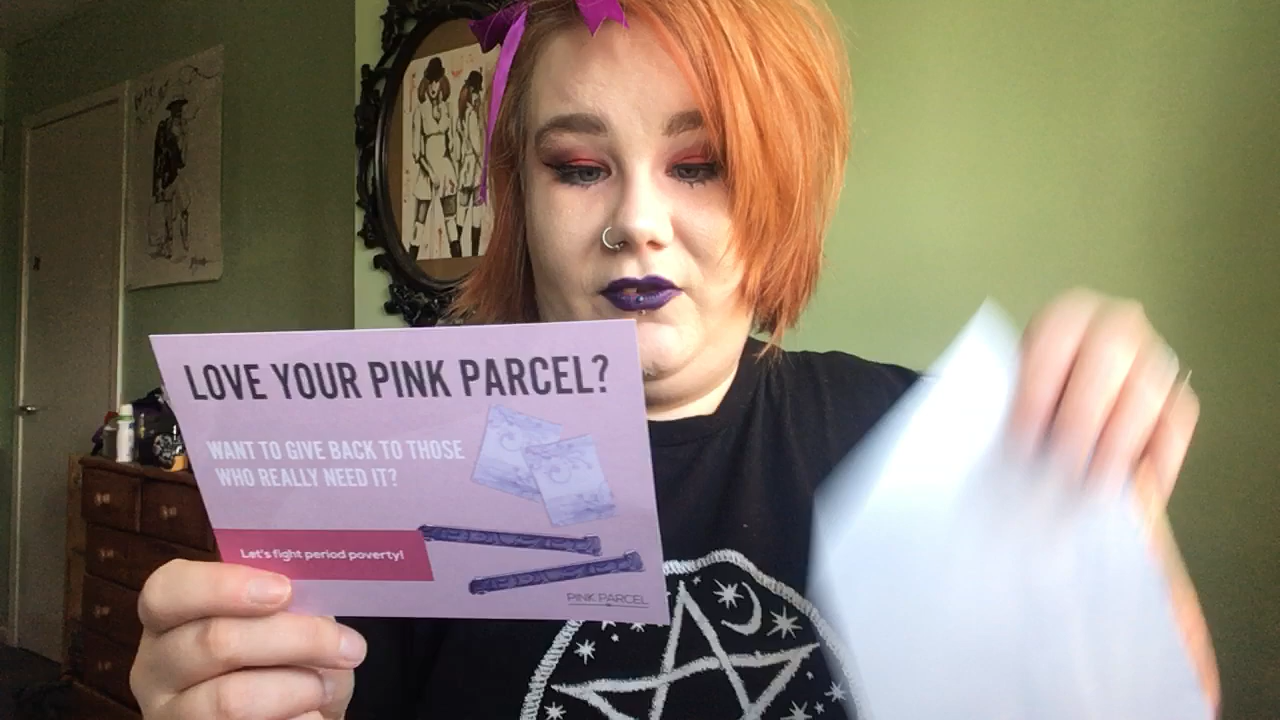 LOVE YOUR PINK PARCEL?
WANT TO GIVE BACK TO THOSE
WHO REALLY NEED IT?
Let's fight period poverty!
PINK PARCEL